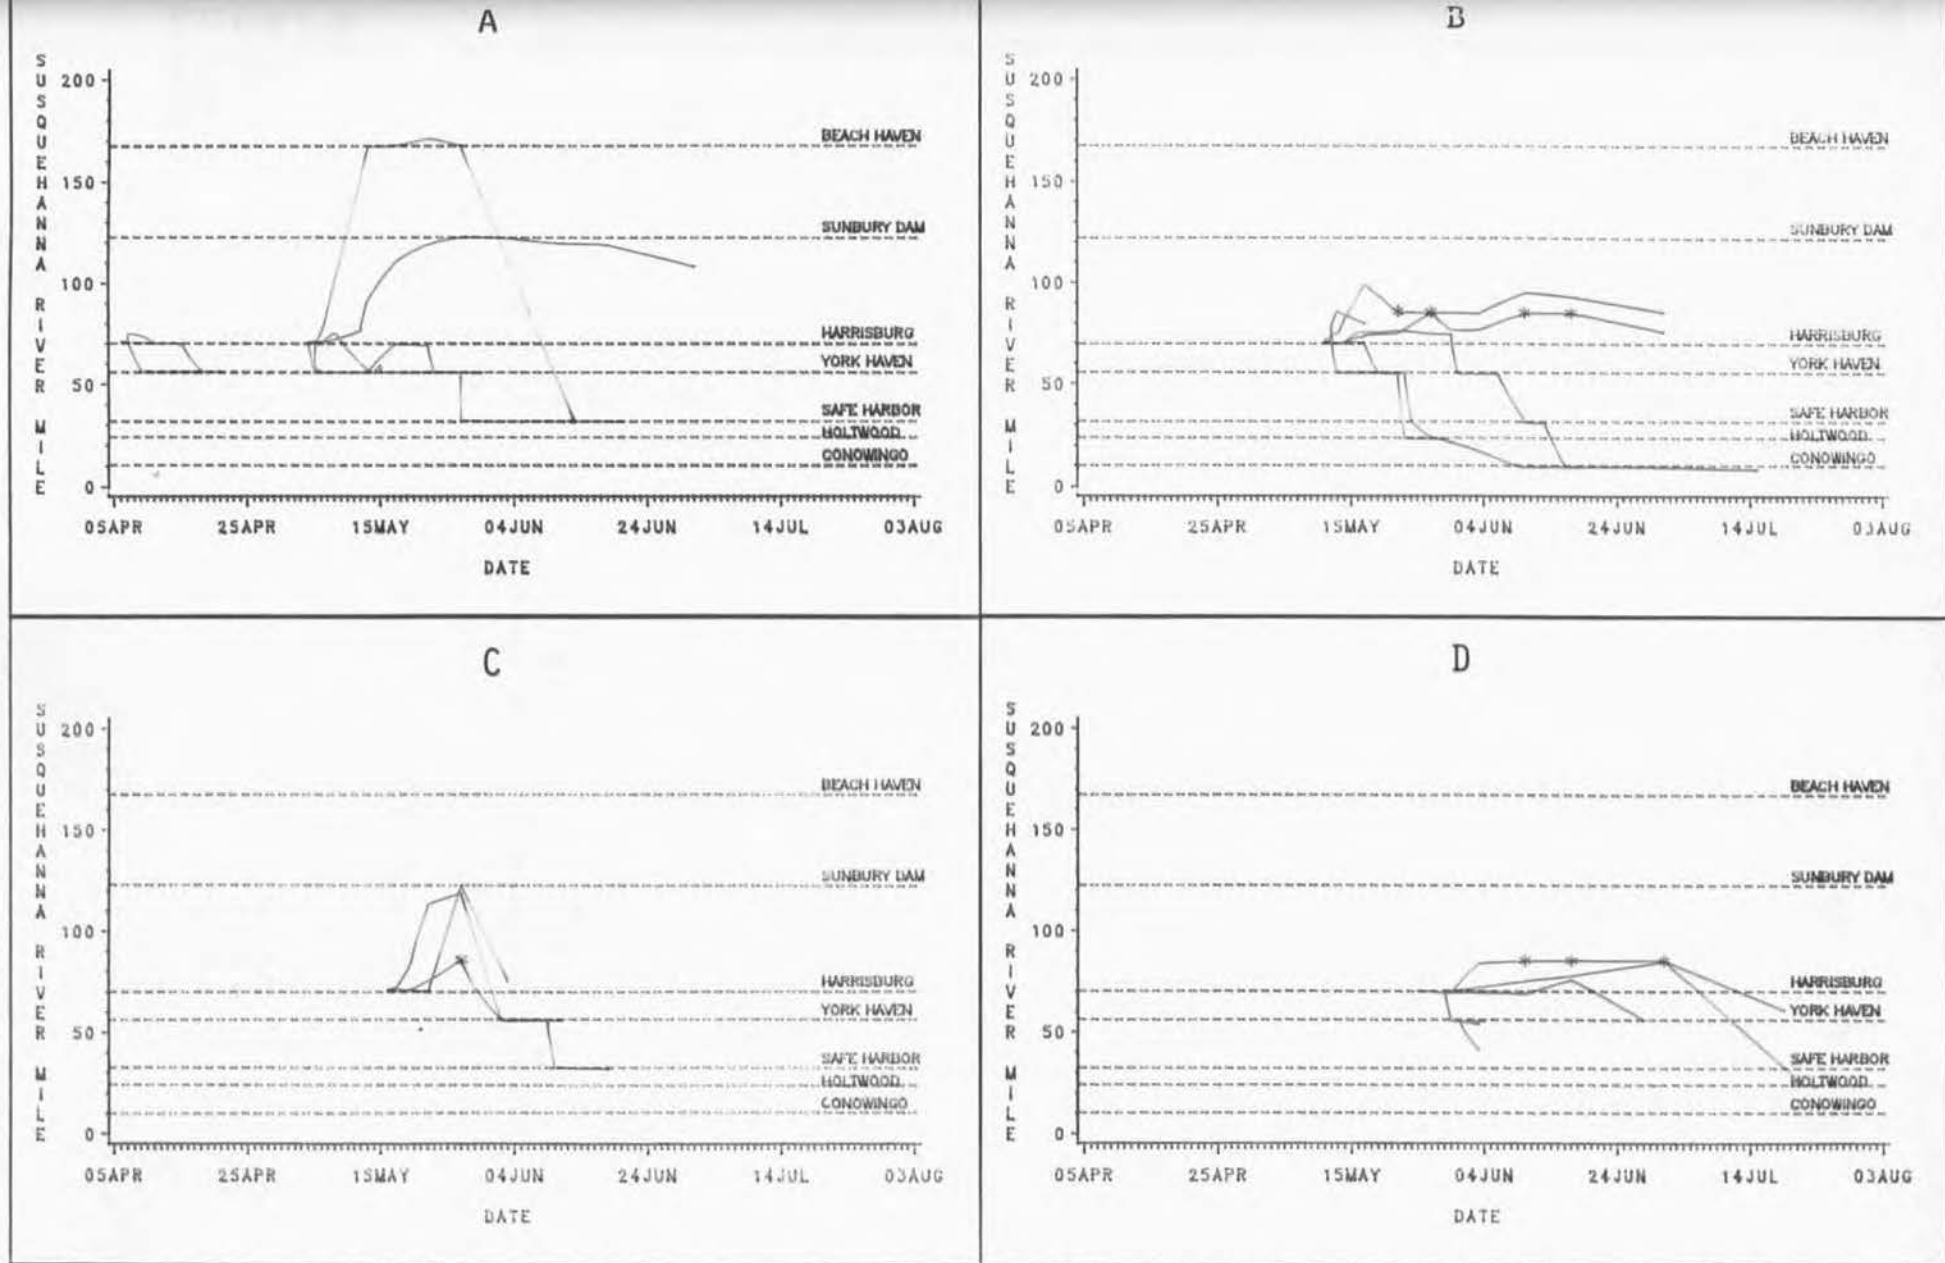 A
SUSQUEHANNA RIVER MILE
200
150
100
50
0
BEACH HAVEN
SUNBURY DAM
HARRISBURG
YORK HAVEN
SAFE HARBOR
HOLTWOOD
CONOWINGO
05APR 25APR 15MAY 04JUN 24JUN 14JUL 03AUG
DATE
B
SUSQUEHANNA RIVER MILE
200
150
100
50
0
BEACH HAVEN
SUNBURY DAM
HARRISBURG
YORK HAVEN
SAFE HARBOR
HOLTWOOD
CONOWINGO
05APR 25APR 15MAY 04JUN 24JUN 14JUL 03AUG
DATE
C
SUSQUEHANNA RIVER MILE
200
150
100
50
0
BEACH HAVEN
SUNBURY DAM
HARRISBURG
YORK HAVEN
SAFE HARBOR
HOLTWOOD
CONOWINGO
05APR 25APR 15MAY 04JUN 24JUN 14JUL 03AUG
DATE
D
SUSQUEHANNA RIVER MILE
200
150
100
50
0
BEACH HAVEN
SUNBURY DAM
HARRISBURG
YORK HAVEN
SAFE HARBOR
HOLTWOOD
CONOWINGO
05APR 25APR 15MAY 04JUN 24JUN 14JUL 03AUG
DATE